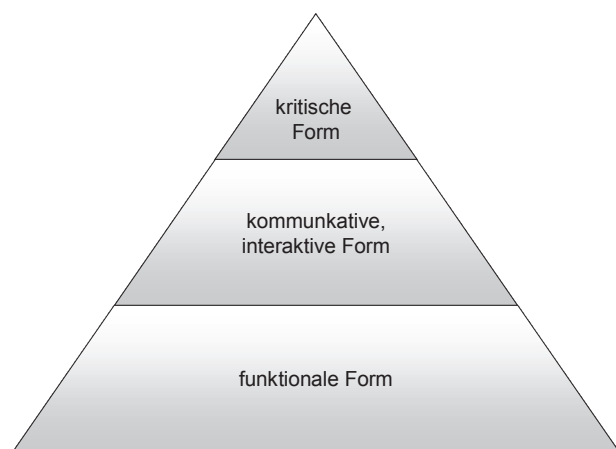 kritische
Form
kommunkative,
interaktive Form
funktionale Form